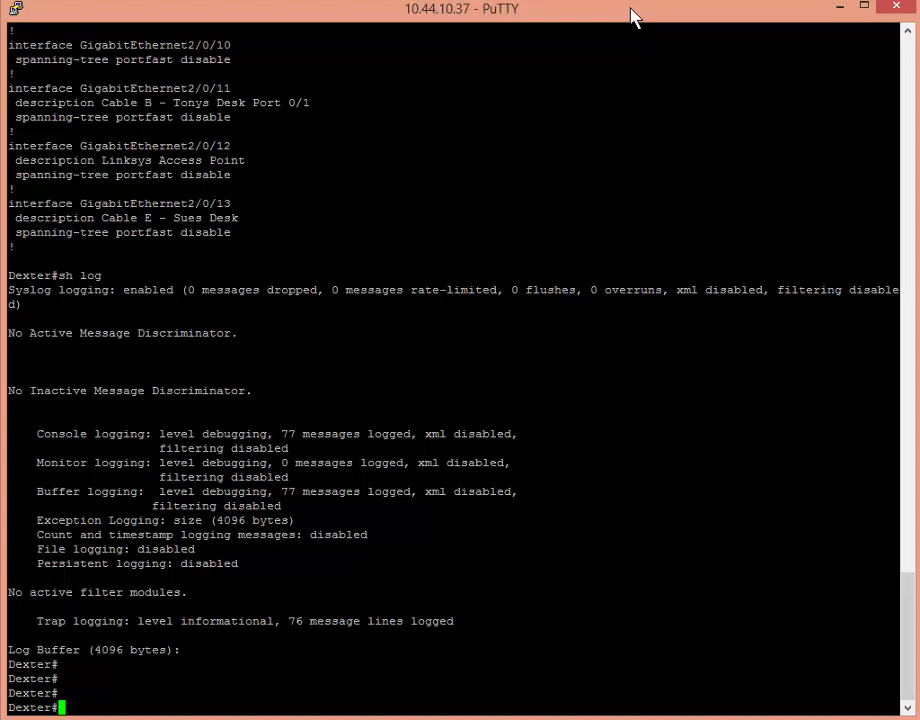 10.44.10.37 - PuTTY
!
interface GigabitEthernet2/0/10
 spanning-tree portfast disable
!
interface GigabitEthernet2/0/11
 description Cable B - Tonys Desk Port 0/1
 spanning-tree portfast disable
!
interface GigabitEthernet2/0/12
 description Linksys Access Point
 spanning-tree portfast disable
!
interface GigabitEthernet2/0/13
 description Cable E - Sues Desk
 spanning-tree portfast disable
!
Dexter#sh log
Syslog logging: enabled (0 messages dropped, 0 messages rate-limited, 0 flushes, 0 overruns, xml disabled, filtering disable
d)
No Active Message Discriminator.
No Inactive Message Discriminator.
    Console logging: level debugging, 77 messages logged, xml disabled,
                     filtering disabled
    Monitor logging: level debugging, 0 messages logged, xml disabled,
                     filtering disabled
    Buffer logging:  level debugging, 77 messages logged, xml disabled,
                    filtering disabled
    Exception Logging: size (4096 bytes)
    Count and timestamp logging messages: disabled
    File logging: disabled
    Persistent logging: disabled
No active filter modules.
    Trap logging: level informational, 76 message lines logged
Log Buffer (4096 bytes):
Dexter#
Dexter#
Dexter#
Dexter#